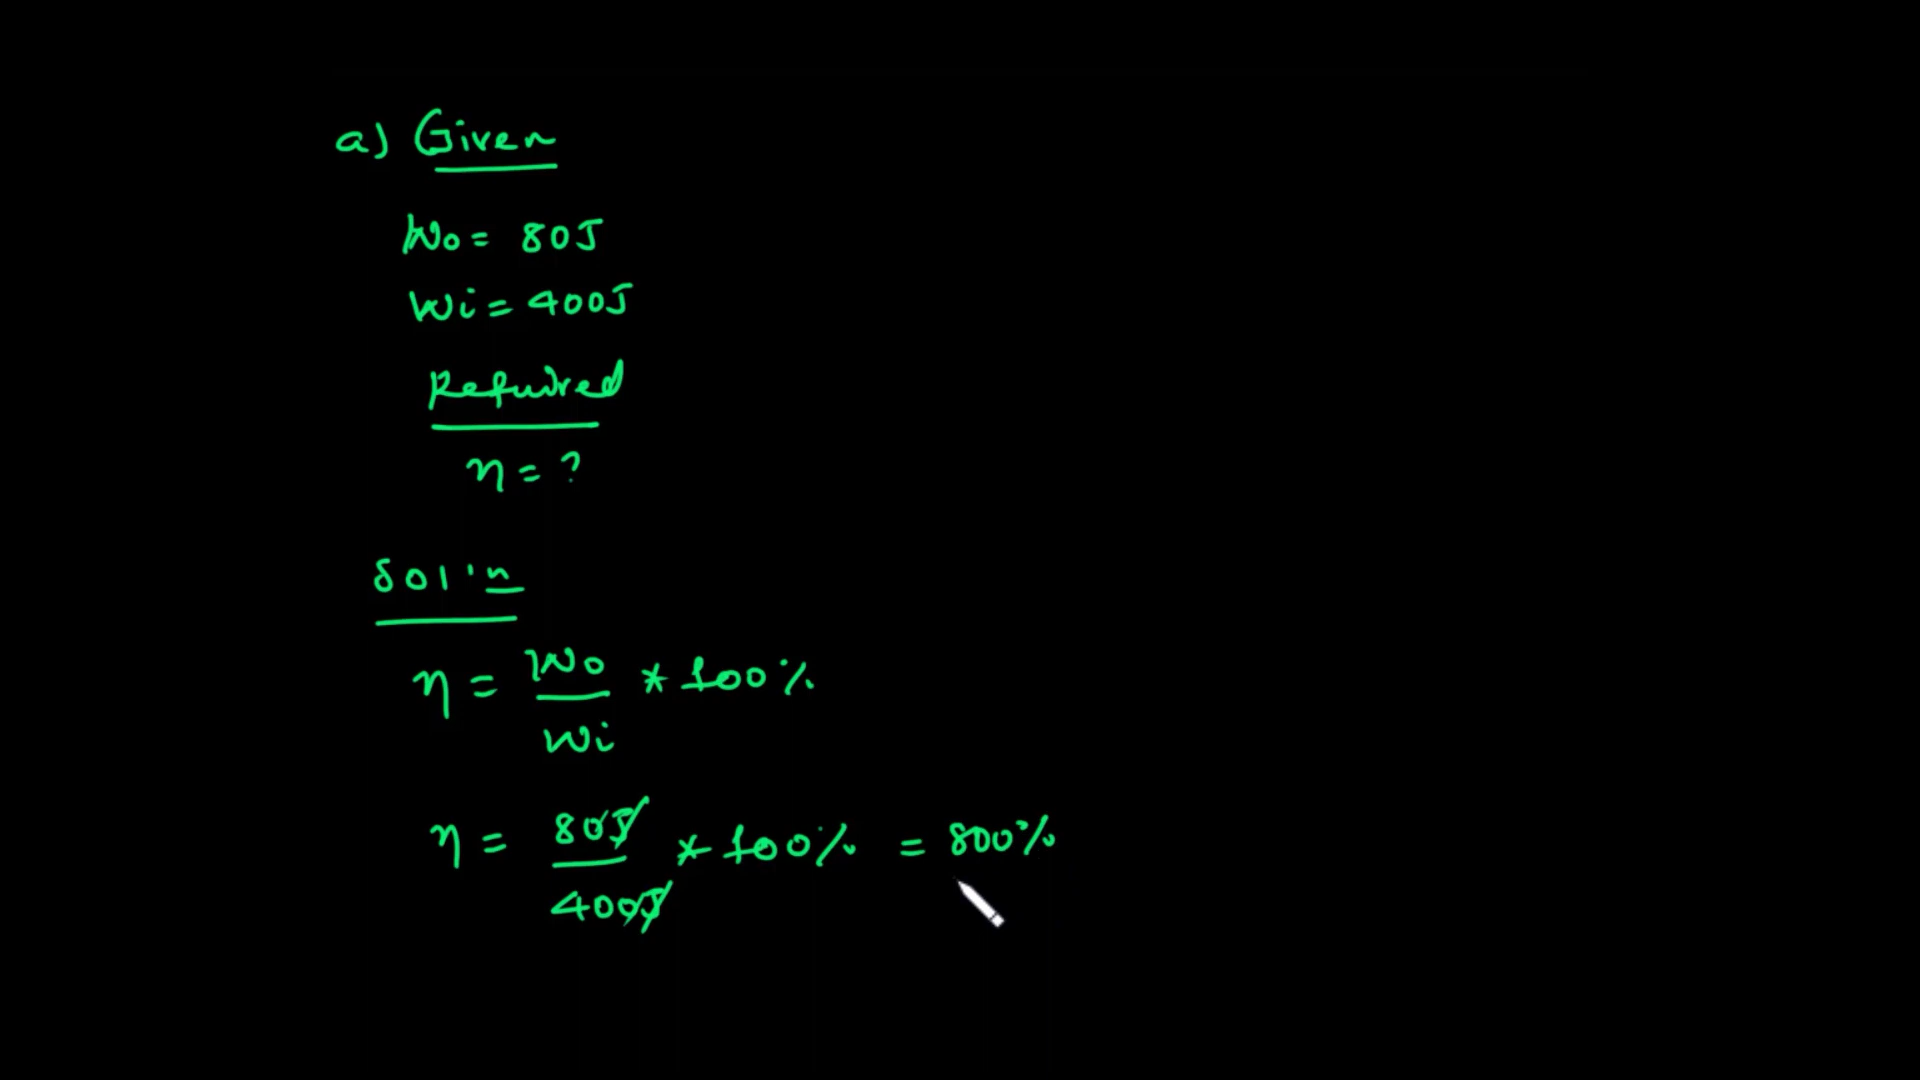 a) Given
Wo = 80J
Wi = 400J
Required
η = ?
Sol'n
η = Wo/Wi * 100%
η = 80J/400J * 100% = 800%